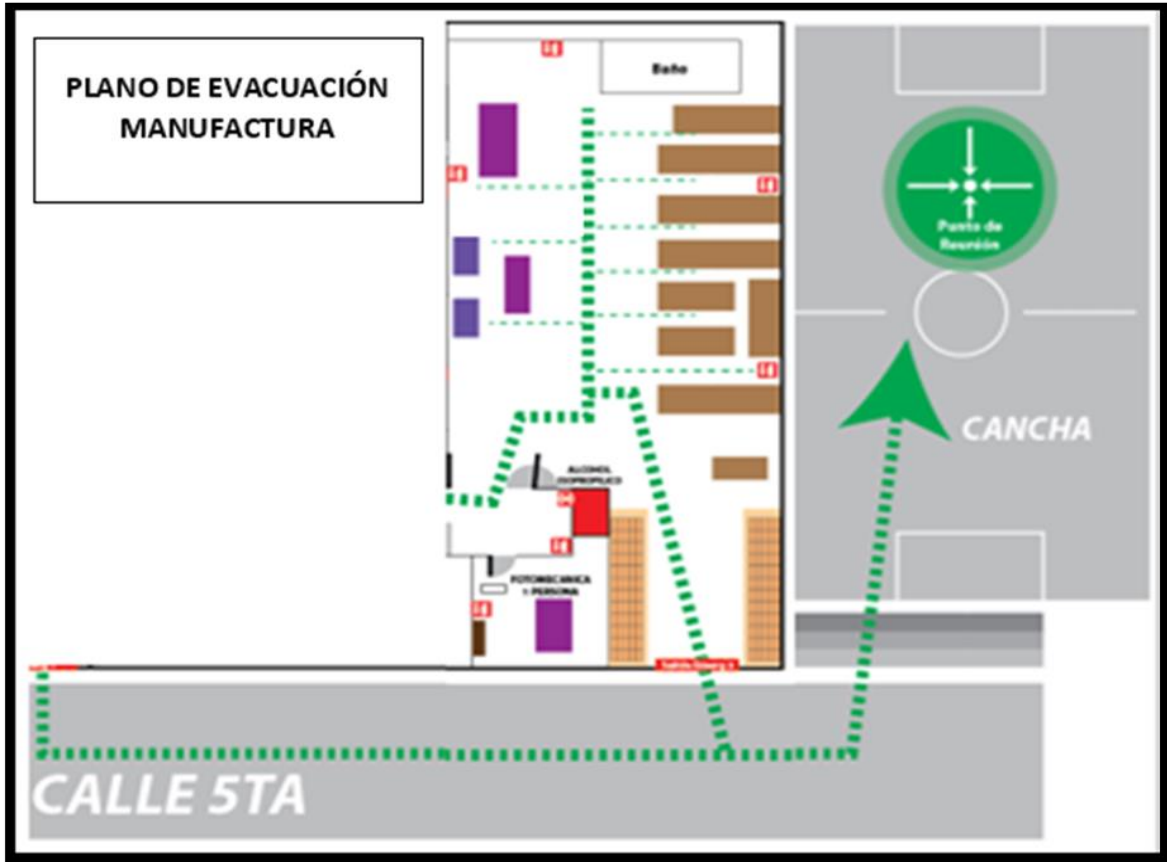 PLANO DE EVACUACIÓN
MANUFACTURA
Baño
Punto de
Reunión
CANCHA
ALCOHOL
ISOPROPILICO
FOTOMECANICA
1 PERSONA
CALLE 5TA